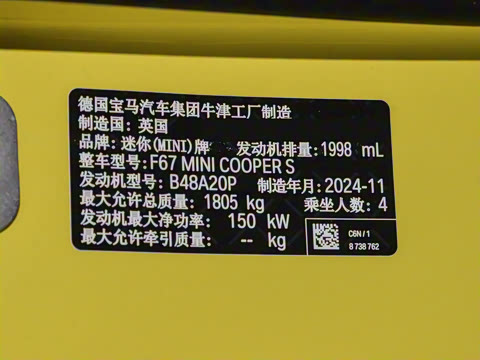 德国宝马汽车集团牛津工厂制造
制造国: 英国
品牌: 迷你(MINI)牌 发动机排量: 1998 mL
整车型号: F67 MINI COOPER S
发动机型号: B48A20P 制造年月: 2024-11
最大允许总质量: 1805 kg 乘坐人数: 4
发动机最大净功率: 150 kW
最大允许牵引质量: -- kg
C6N / 1
8 738 762